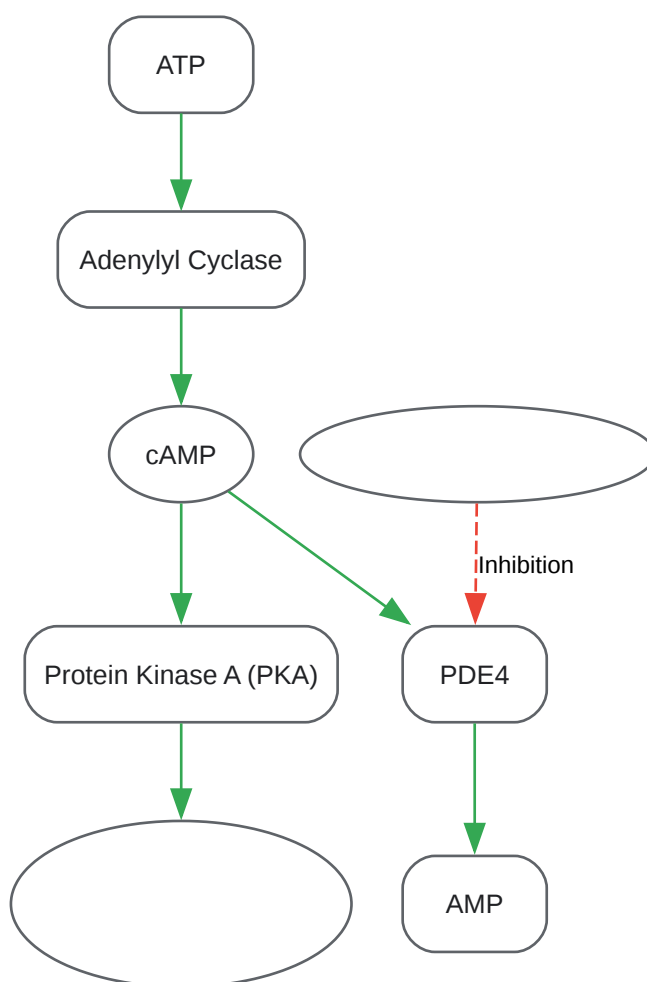 ATP
Adenylyl Cyclase
cAMP
Inhibition
Protein Kinase A (PKA)
PDE4
AMP